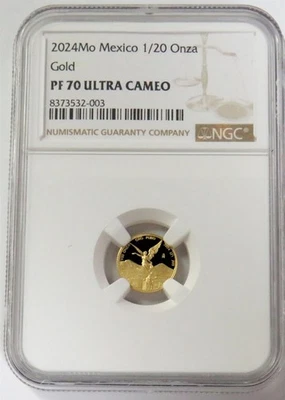 2024Mo Mexico 1/20 Onza
Gold
PF 70 ULTRA CAMEO
8373532-003
NUMISMATIC GUARANTY COMPANY
NGC®